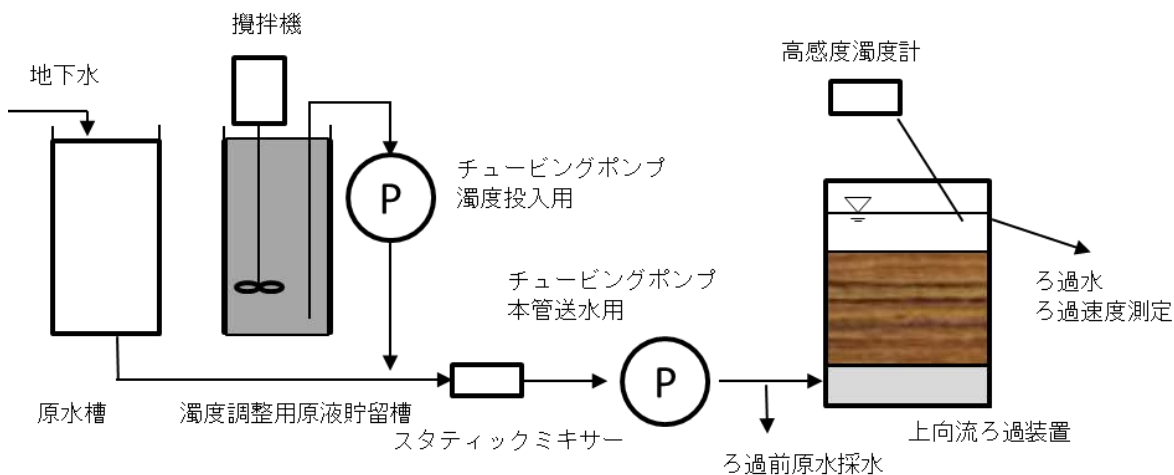 攪拌機
高感度濁度計
地下水
チュービングポンプ
濁度投入用
P
チュービングポンプ
本管送水用
P
ろ過水
ろ過速度測定
原水槽
濁度調整用原液貯留槽
スタティックミキサー
上向流ろ過装置
ろ過前原水採水